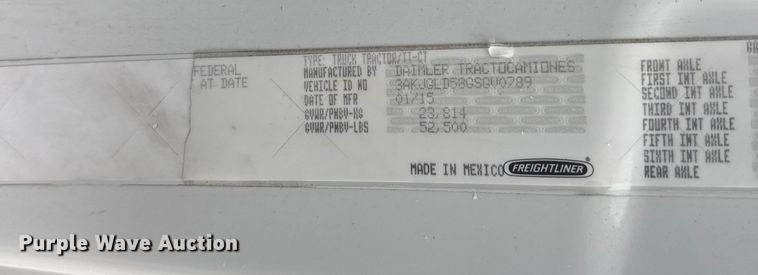 FEDERAL
AT DATE
TYPE: TRUCK TRACTOR/TT-CT
MANUFACTURED BY DAIMLER TRACTOCAMIONES
VEHICLE ID NO 3AKJGLD58GSGV0789
DATE OF MFR 01/15
GVWR/PNBV-KG 23,814
GVWR/PNBV-LBS 52,500
MADE IN MEXICO FREIGHTLINER®
FRONT AXLE
FIRST INT AXLE
SECOND INT AXLE
THIRD INT AXLE
FOURTH INT AXLE
FIFTH INT AXLE
SIXTH INT AXLE
REAR AXLE
Purple Wave Auction